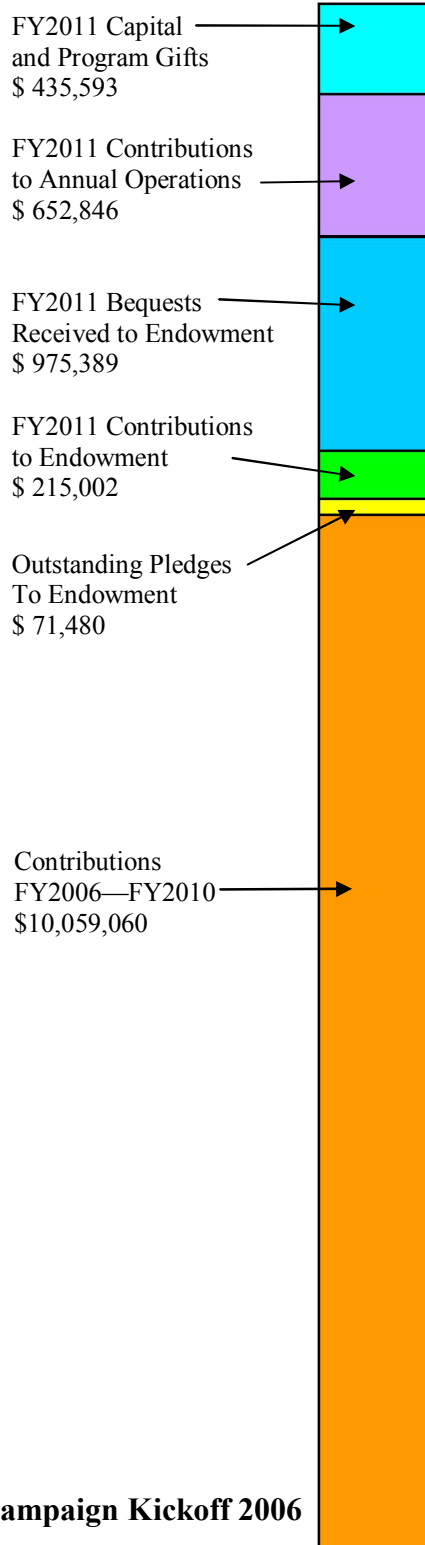 FY2011 Capital
and Program Gifts
$ 435,593
FY2011 Contributions
to Annual Operations
$ 652,846
FY2011 Bequests
Received to Endowment
$ 975,389
FY2011 Contributions
to Endowment
$ 215,002
Outstanding Pledges
To Endowment
$ 71,480
Contributions
FY2006—FY2010
$10,059,060
ampaign Kickoff 2006